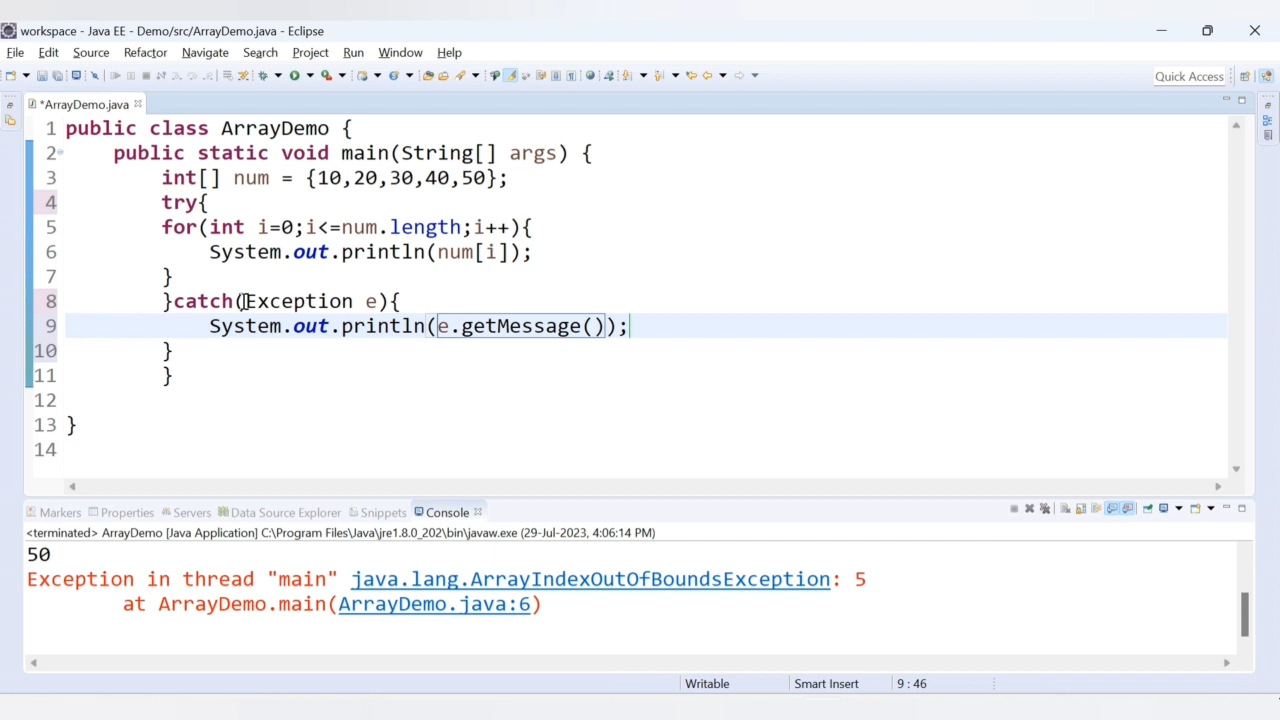 workspace - Java EE - Demo/src/ArrayDemo.java - Eclipse
File Edit Source Refactor Navigate Search Project Run Window Help
Quick Access
*ArrayDemo.java
1 public class ArrayDemo {
2 public static void main(String[] args) {
3 int[] num = {10,20,30,40,50};
4 try{
5 for(int i=0;i<=num.length;i++){
6 System.out.println(num[i]);
7 }
8 }catch(Exception e){
9 System.out.println(e.getMessage());
10 }
11 }
12
13 }
14
Markers Properties Servers Data Source Explorer Snippets Console
<terminated> ArrayDemo [Java Application] C:\Program Files\Java\jre1.8.0_202\bin\javaw.exe (29-Jul-2023, 4:06:14 PM)
50
Exception in thread "main" java.lang.ArrayIndexOutOfBoundsException: 5
at ArrayDemo.main(ArrayDemo.java:6)
Writable Smart Insert 9 : 46